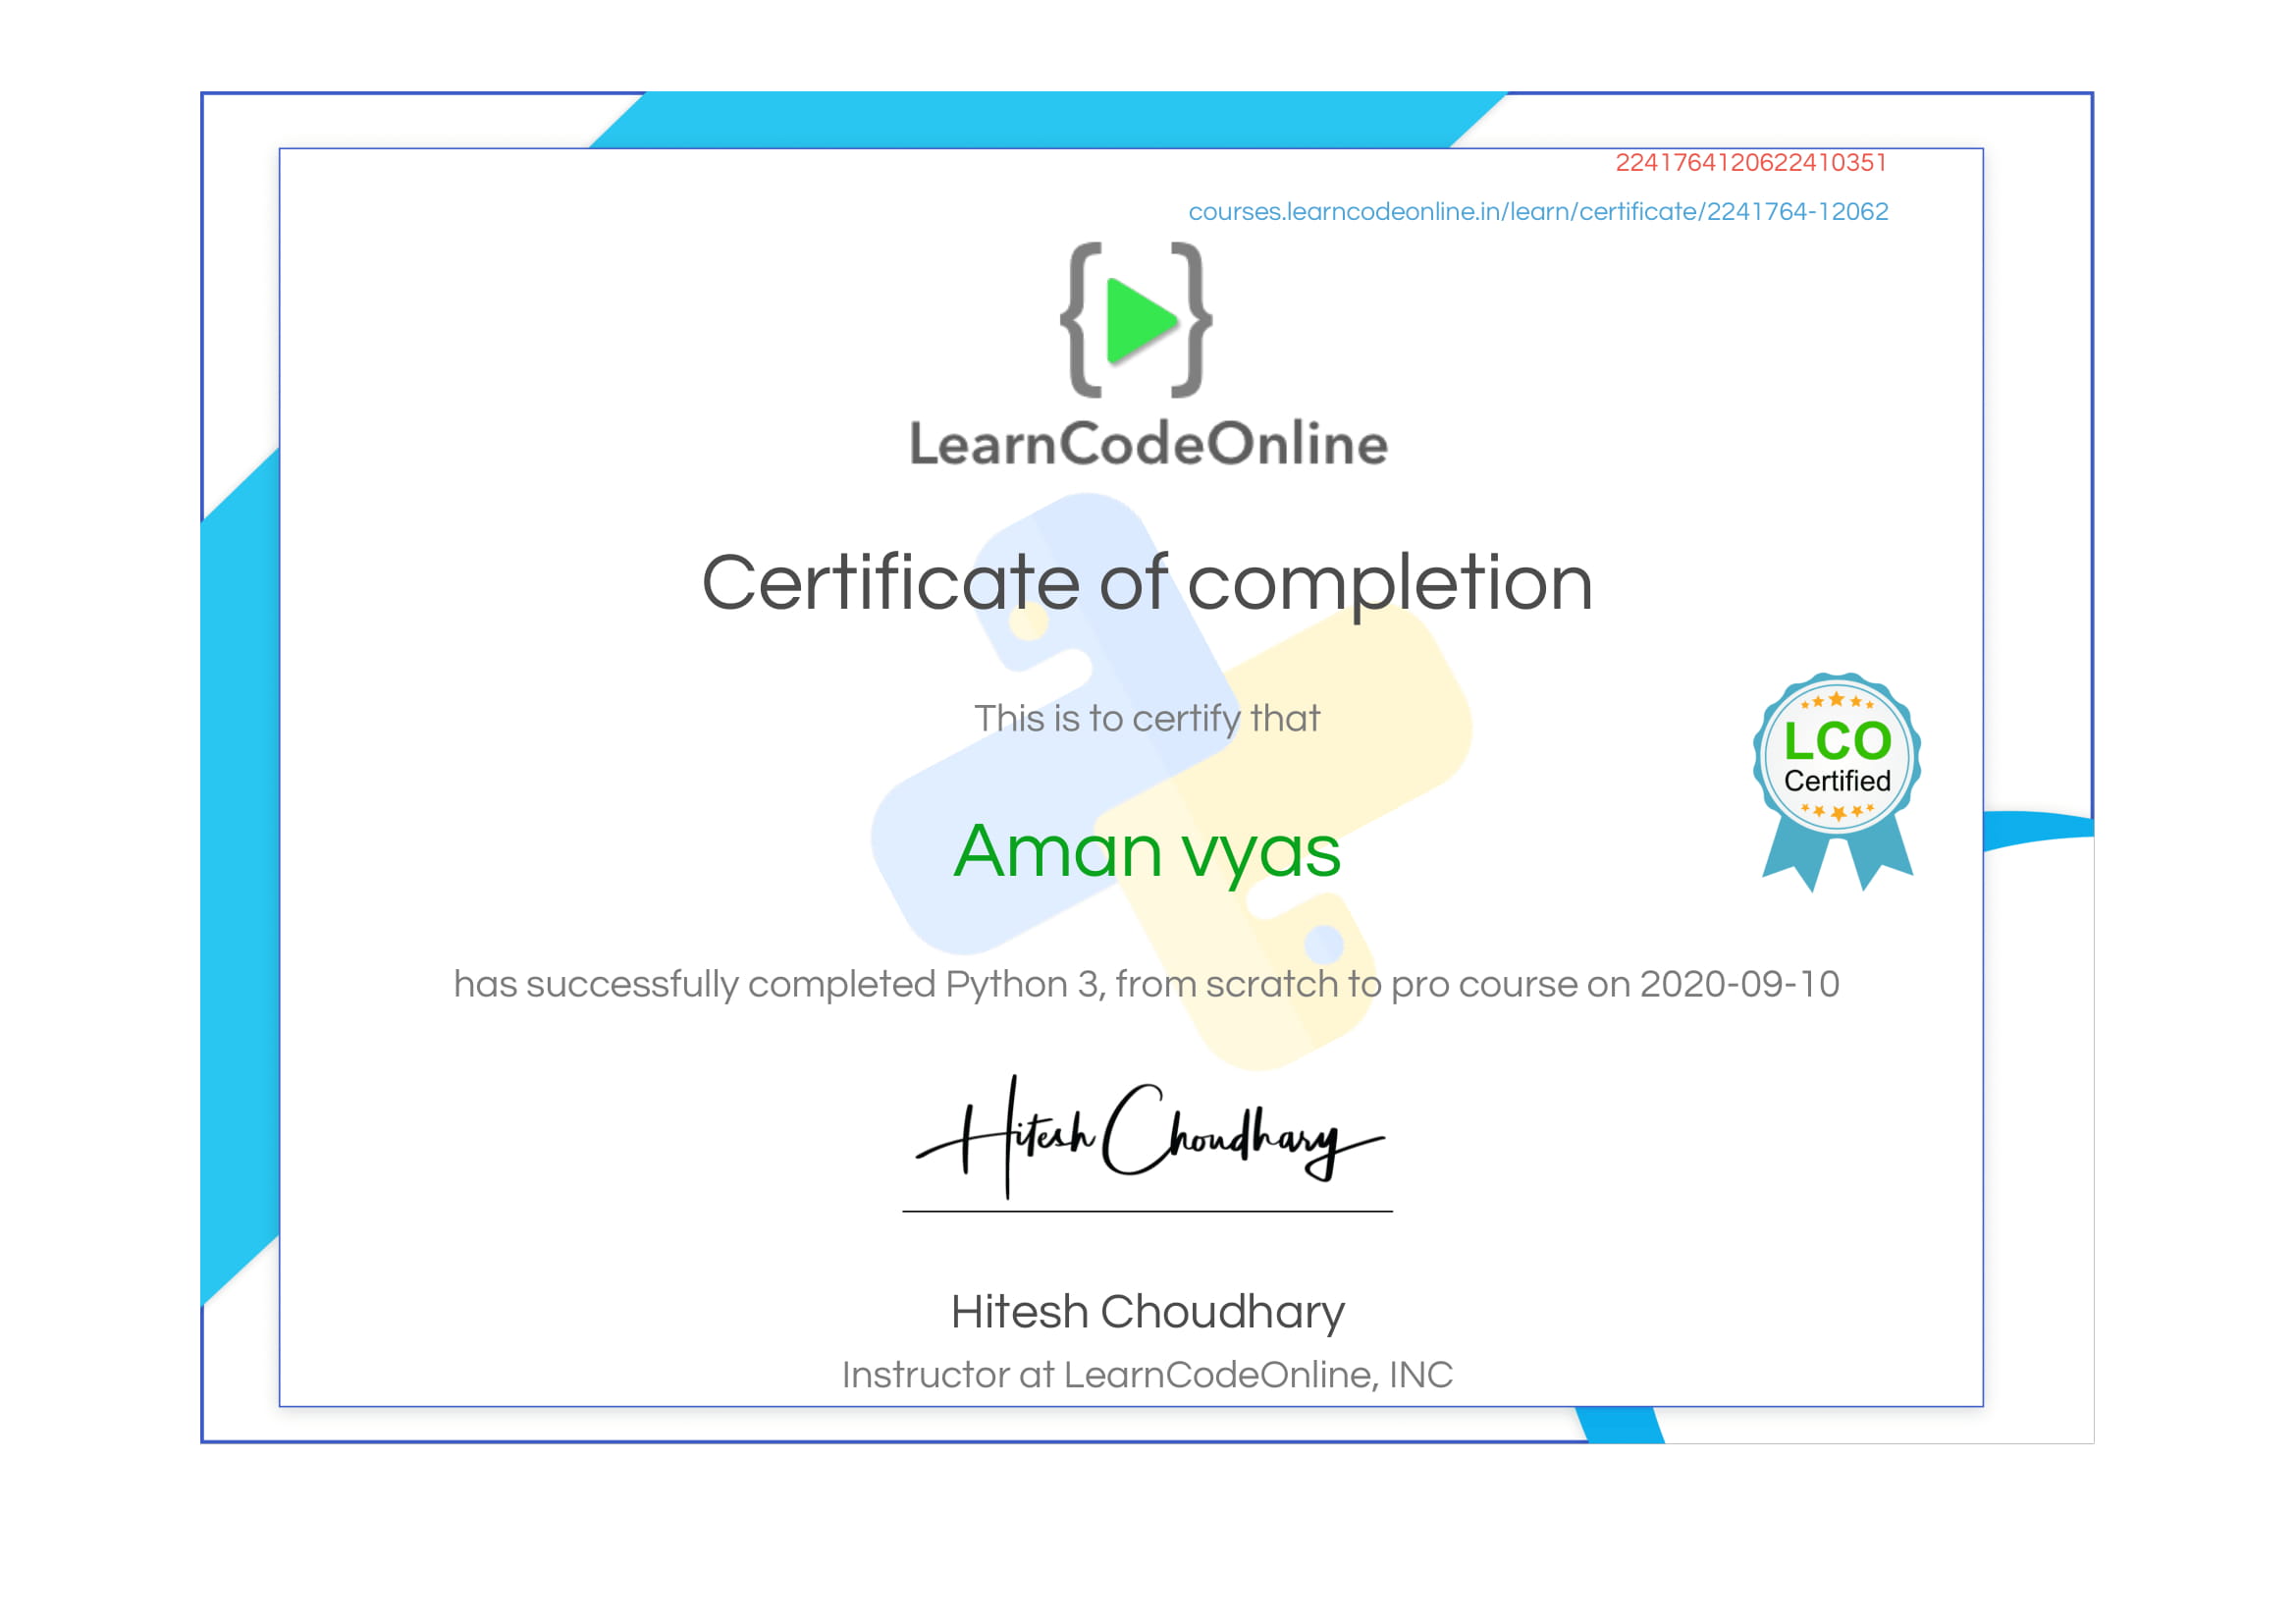 2241764120622410351
courses.learncodeonline.in/learn/certificate/2241764-12062
LearnCodeOnline
Certificate of completion
This is to certify that
LCO
Certified
Aman vyas
has successfully completed Python 3, from scratch to pro course on 2020-09-10
Hitesh Choudhary
Hitesh Choudhary
Instructor at LearnCodeOnline, INC